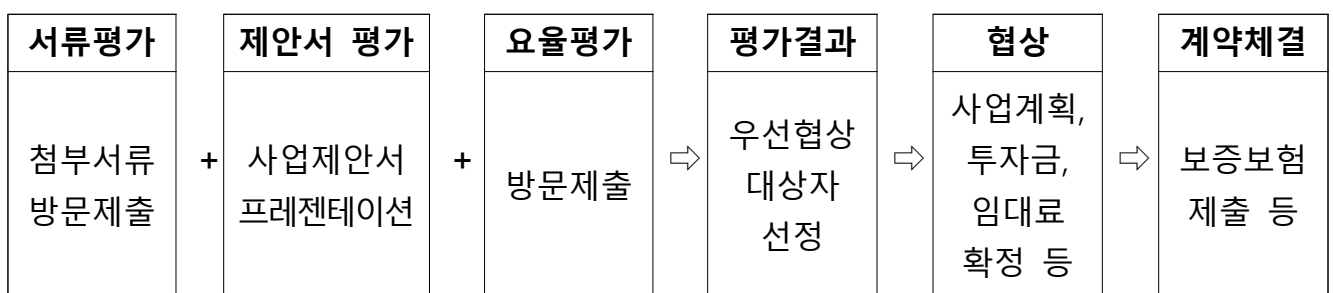 서류평가
첨부서류
방문제출
+
제안서 평가
사업제안서
프레젠테이션
+
요율평가
방문제출
⇨
평가결과
우선협상
대상자
선정
⇨
협상
사업계획,
투자금,
임대료
확정 등
⇨
계약체결
보증보험
제출 등